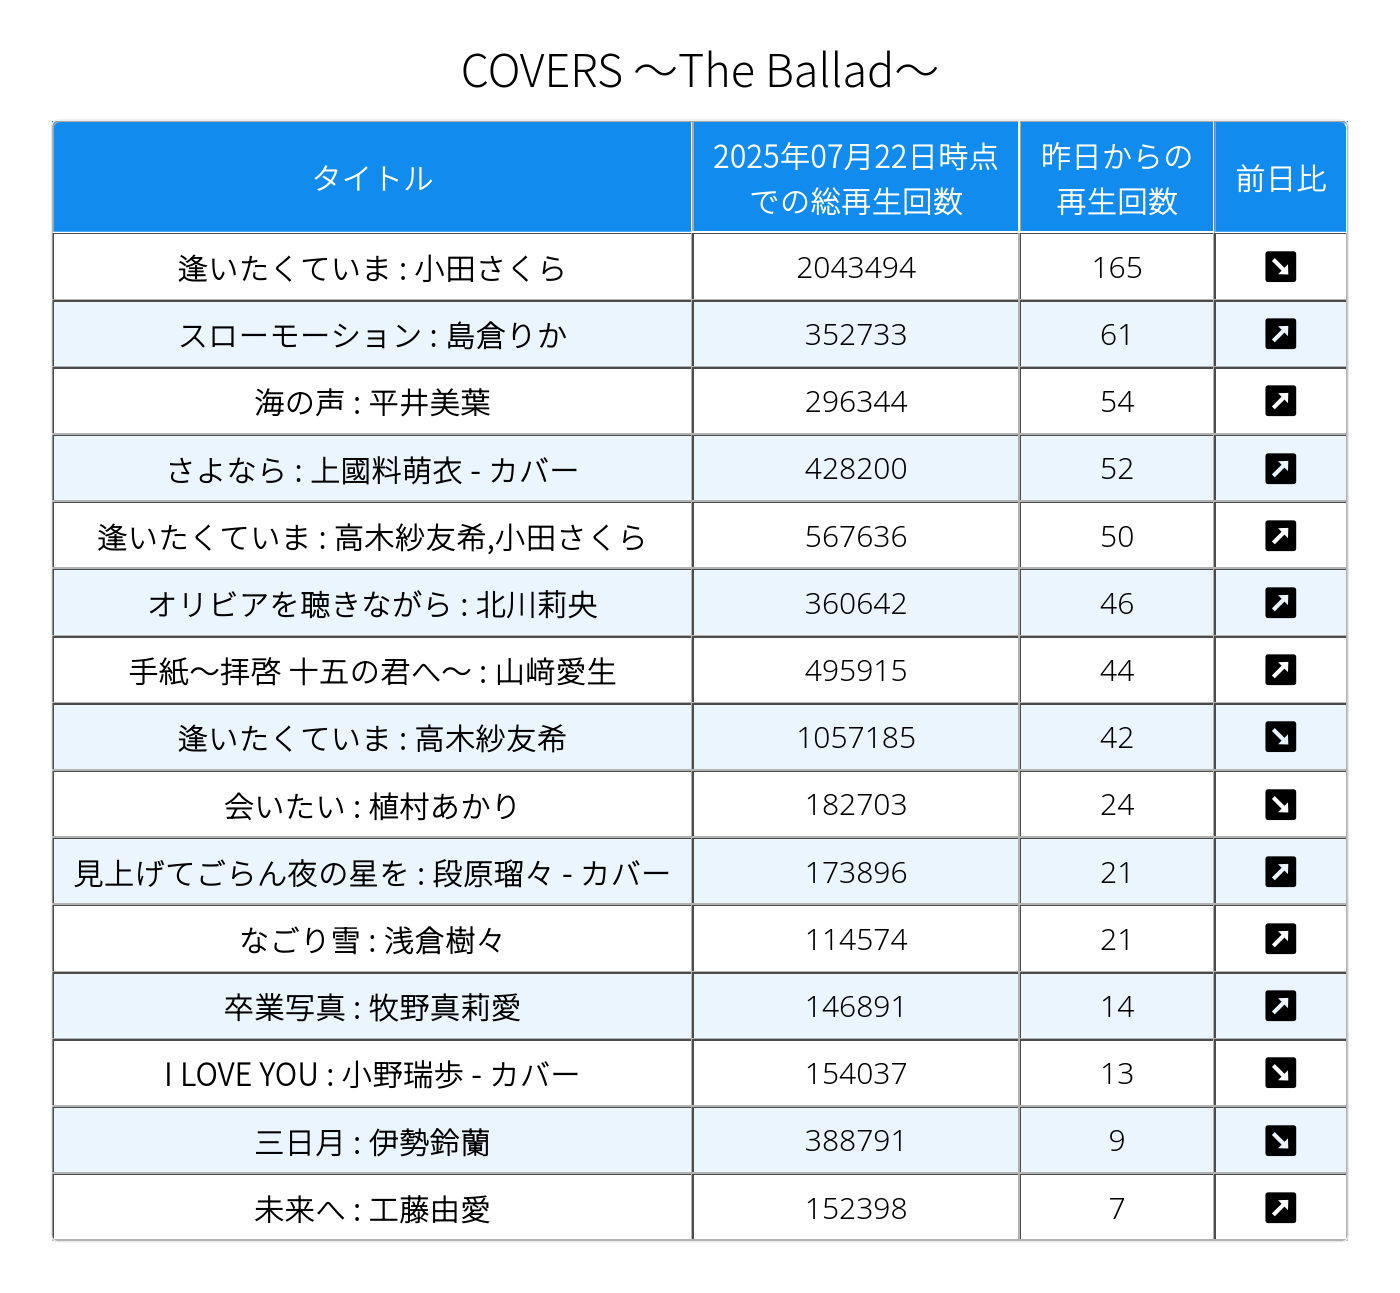 COVERS ～The Ballad～
タイトル 2025年07月22日時点での総再生回数 昨日からの再生回数 前日比
逢いたくていま : 小田さくら 2043494 165 ↘
スローモーション : 島倉りか 352733 61 ↗
海の声 : 平井美葉 296344 54 ↗
さよなら : 上國料萌衣 - カバー 428200 52 ↗
逢いたくていま : 高木紗友希,小田さくら 567636 50 ↗
オリビアを聴きながら : 北川莉央 360642 46 ↗
手紙～拝啓 十五の君へ～ : 山﨑愛生 495915 44 ↗
逢いたくていま : 高木紗友希 1057185 42 ↘
会いたい : 植村あかり 182703 24 ↘
見上げてごらん夜の星を : 段原瑠々 - カバー 173896 21 ↗
なごり雪 : 浅倉樹々 114574 21 ↗
卒業写真 : 牧野真莉愛 146891 14 ↗
I LOVE YOU : 小野瑞歩 - カバー 154037 13 ↘
三日月 : 伊勢鈴蘭 388791 9 ↘
未来へ : 工藤由愛 152398 7 ↗